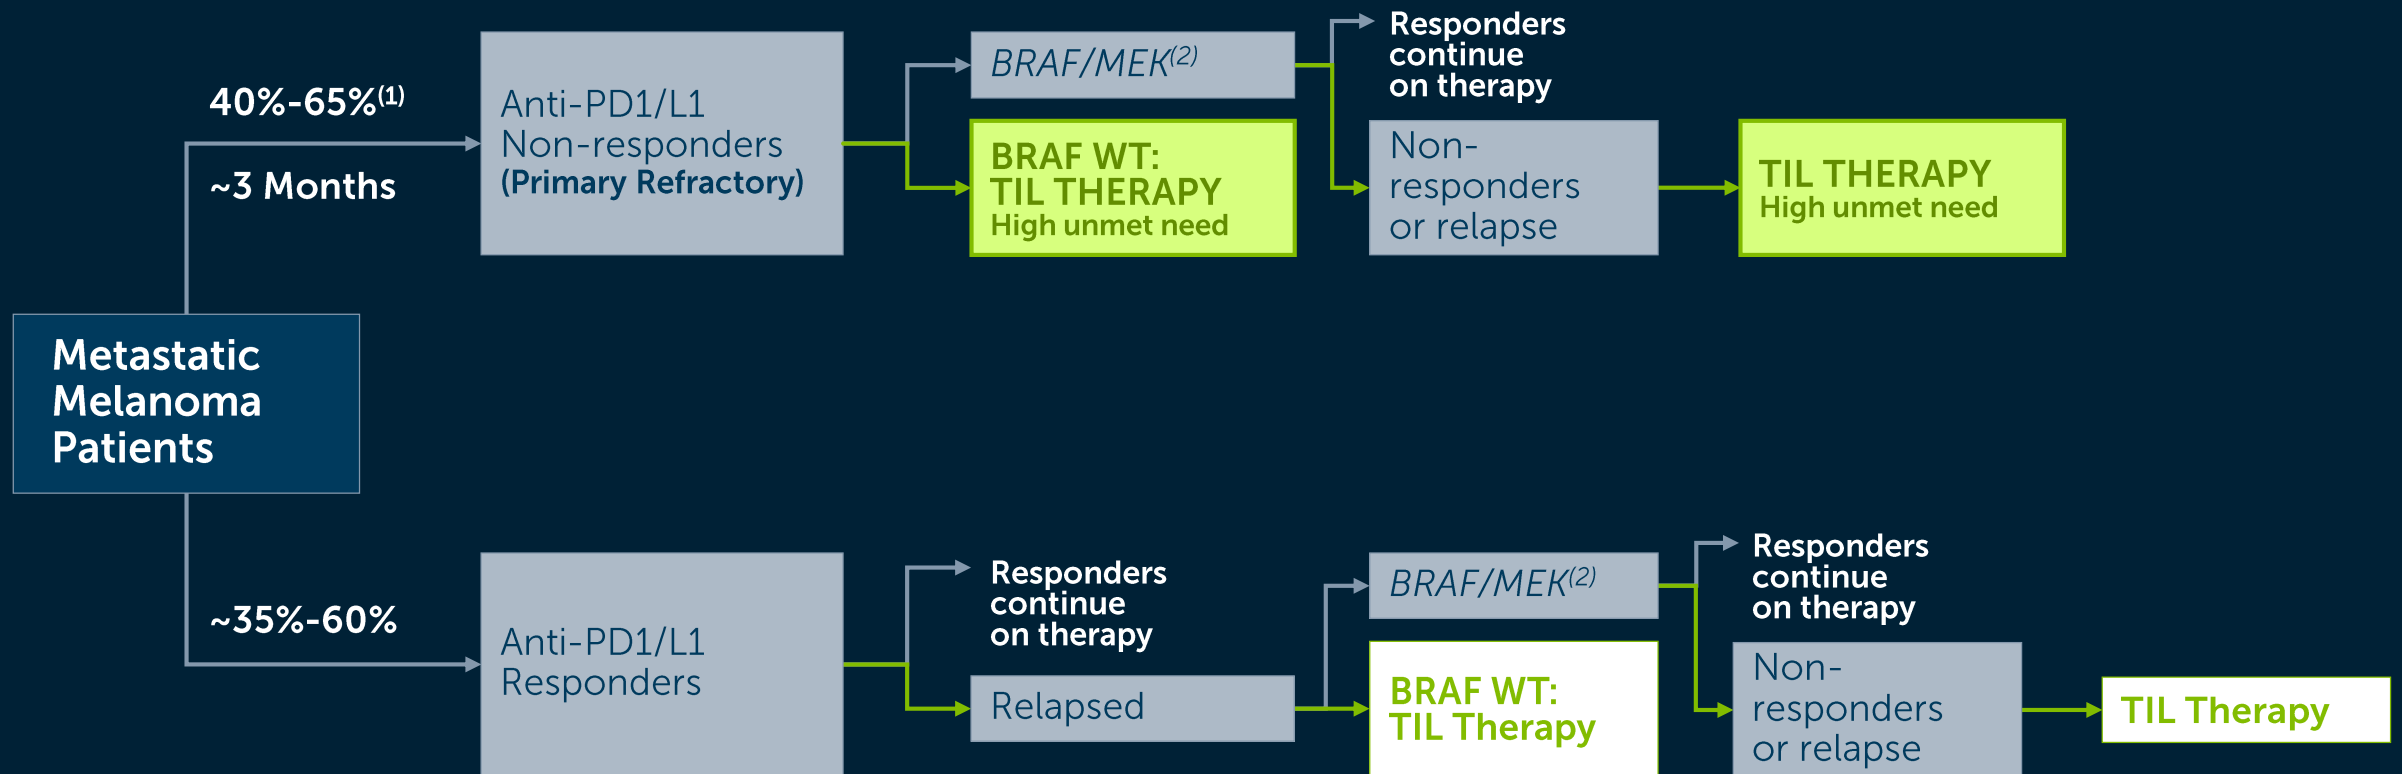 40%-65%(1)
~3 Months
Anti-PD1/L1
Non-responders
(Primary Refractory)
BRAF/MEK(2)
BRAF WT:
TIL THERAPY
High unmet need
Responders
continue
on therapy
Non-
responders
or relapse
TIL THERAPY
High unmet need
Metastatic
Melanoma
Patients
~35%-60%
Anti-PD1/L1
Responders
Responders
continue
on therapy
Relapsed
BRAF/MEK(2)
BRAF WT:
TIL Therapy
Responders
continue
on therapy
Non-
responders
or relapse
TIL Therapy